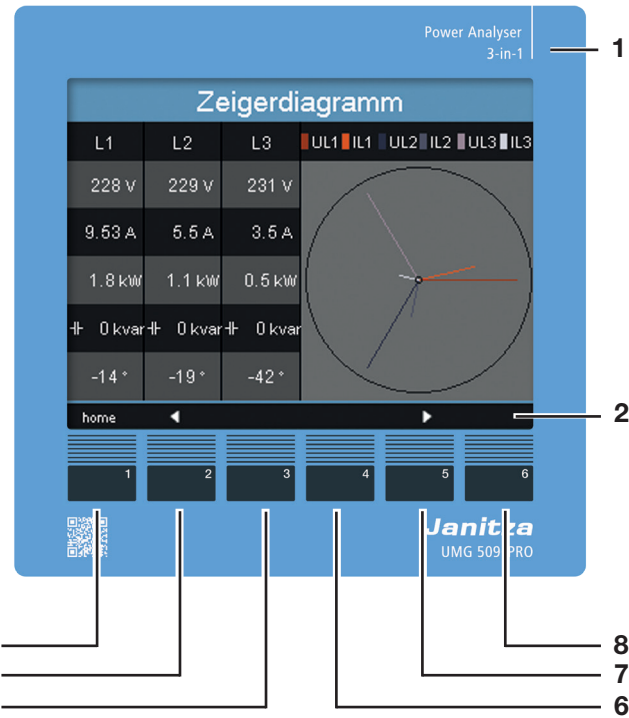 Power Analyser
3-in-1
1
Zeigerdiagramm
L1 L2 L3 UL1 IL1 UL2 IL2 UL3 IL3
228 V 229 V 231 V
9.53 A 5.5 A 3.5 A
1.8 kW 1.1 kW 0.5 kW
0 kvar 0 kvar 0 kvar
-14 ° -19 ° -42 °
home
2
1 2 3 4 5 6
Janitza
UMG 509 PRO
8
7
6